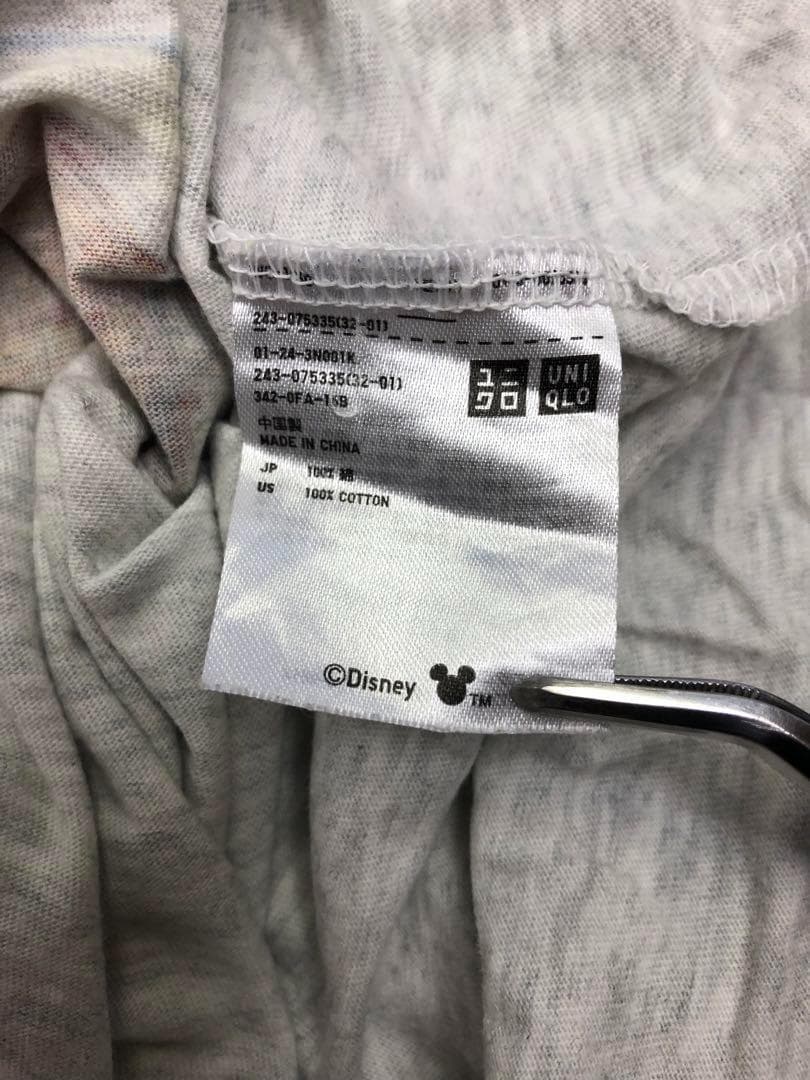 243-075335(32-01)
01-24-3N001K
243-075335(32-01)
342-0FA-16B
中国製
MADE IN CHINA
JP 100% 綿
US 100% COTTON
ユニ
クロ
UNI
QLO
©Disney TM